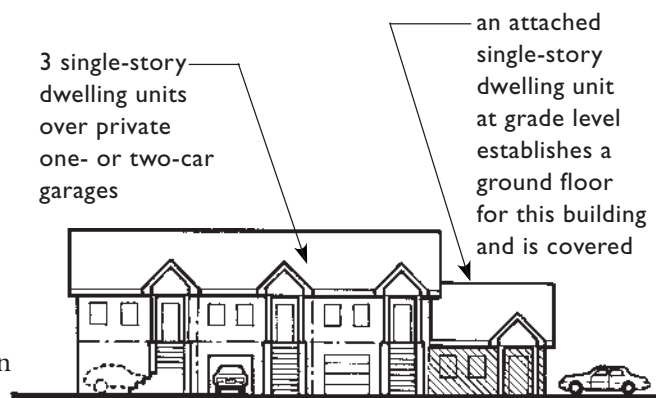 3 single-story
dwelling units
over private
one- or two-car
garages
an attached
single-story
dwelling unit
at grade level
establishes a
ground floor
for this building
and is covered
n